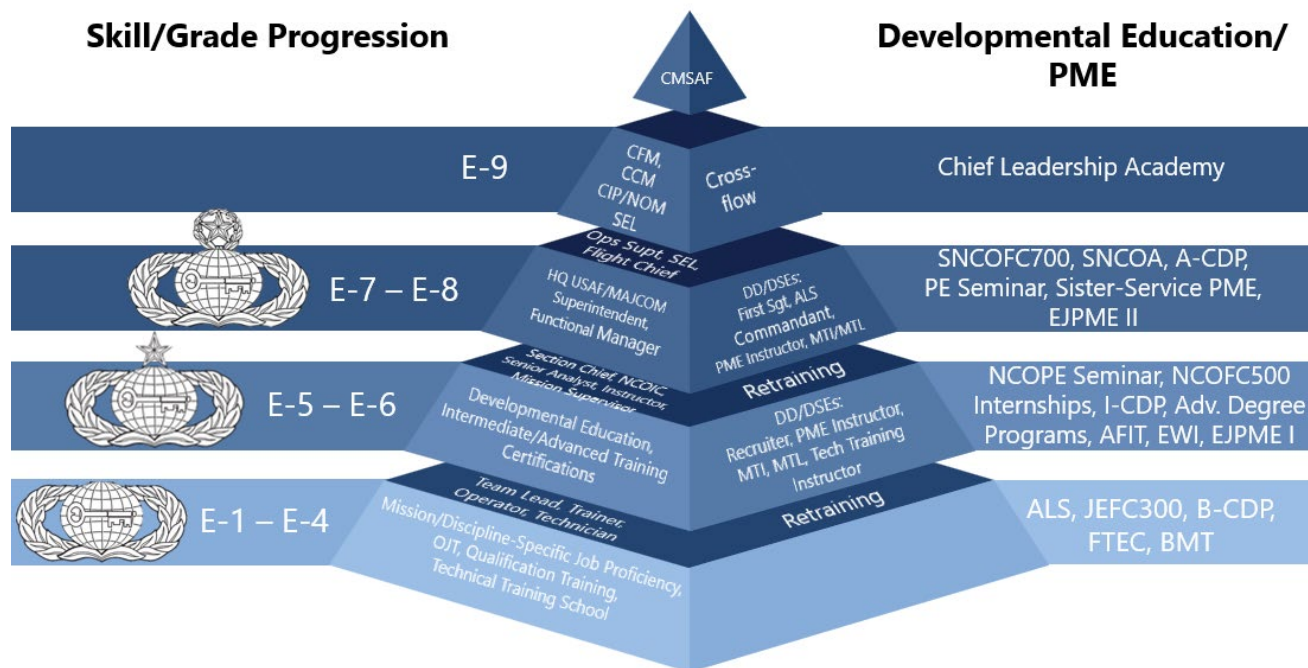 Skill/Grade Progression
Developmental Education/
PME
CMSAF
E-9
CFM,
CCM
CIP/NOM
SEL
Cross-
flow
Chief Leadership Academy
Ops Supt, SEL,
Flight Chief
E-7 – E-8
HQ USAF/MAJCOM
Superintendent,
Functional Manager
DD/DSEs:
First Sgt, ALS
Commandant,
PME Instructor, MTI/MTL
SNCOFC700, SNCOA, A-CDP,
PE Seminar, Sister-Service PME,
EJPME II
Section Chief, NCOIC,
Senior Analyst, Instructor,
Mission Supervisor
Retraining
E-5 – E-6
Developmental Education,
Intermediate/Advanced Training
Certifications
DD/DSEs:
Recruiter, PME Instructor,
MTI, MTL, Tech Training
Instructor
NCOPE Seminar, NCOFC500
Internships, I-CDP, Adv. Degree
Programs, AFIT, EWI, EJPME I
Team Lead, Trainer,
Operator, Technician
Retraining
E-1 – E-4
Mission/Discipline-Specific Job Proficiency,
OJT, Qualification Training,
Technical Training School
ALS, JEFC300, B-CDP,
FTEC, BMT